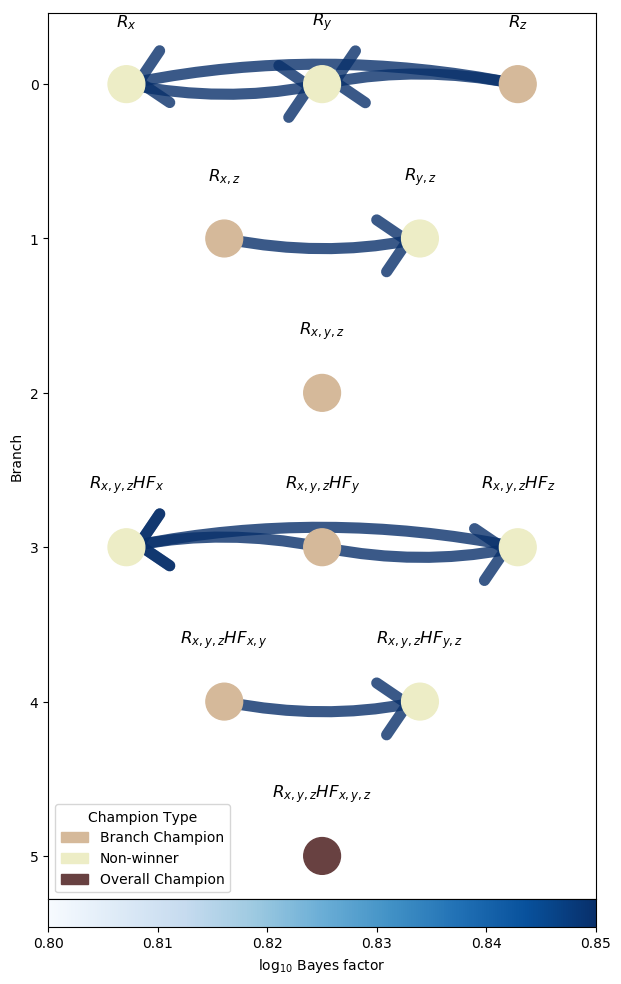 R_x R_y R_z
0
R_{x,z} R_{y,z}
1
R_{x,y,z}
2
Branch
R_{x,y,z}HF_x R_{x,y,z}HF_y R_{x,y,z}HF_z
3
R_{x,y,z}HF_{x,y} R_{x,y,z}HF_{y,z}
4
R_{x,y,z}HF_{x,y,z}
Champion Type
Branch Champion
Non-winner
Overall Champion
5
0.80 0.81 0.82 0.83 0.84 0.85
log_{10} Bayes factor